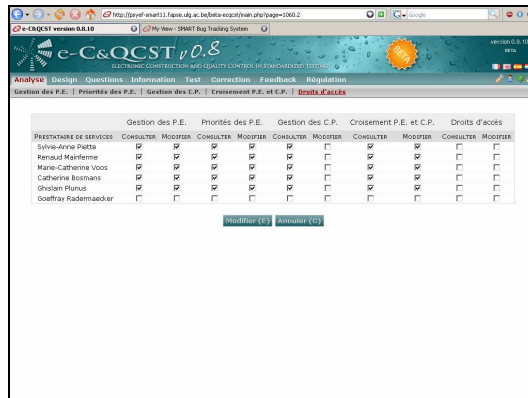 http://psyef-smart11.fapse.ulg.ac.be/beta-eqcst/main.php?page=1060.2
Google
e-C&QCST version 0.8.10
My View - SMART Bug Tracking System
version 0.8.10
BETA
e-C&QCST v0.8
BETA
ELECTRONIC CONSTRUCTION AND QUALITY CONTROL IN STANDARDIZED TESTING
Analyse Design Questions Information Test Correction Feedback Régulation
Gestion des P.E. | Priorités des P.E. | Gestion des C.P. | Croisement P.E. et C.P. | Droits d'accès
Gestion des P.E. Priorités des P.E. Gestion des C.P. Croisement P.E. et C.P. Droits d'accès
PRESTATAIRE DE SERVICES CONSULTER MODIFIER CONSULTER MODIFIER CONSULTER MODIFIER CONSULTER MODIFIER CONSULTER MODIFIER
Sylvie-Anne Piette
Renaud Mainferme
Marie-Catherine Voos
Catherine Bosmans
Ghislain Plunus
Goeffray Radermaecker
Modifier (E) Annuler (C)